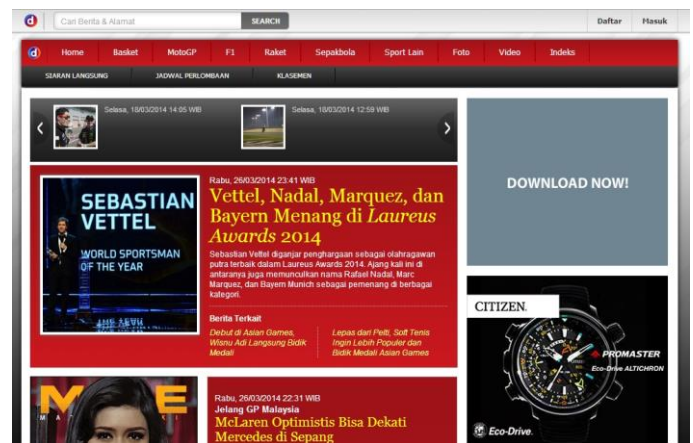 d
Cari Berita & Alamat
SEARCH
Daftar Masuk
d Home Basket MotoGP F1 Raket Sepakbola Sport Lain Foto Video Indeks
SIARAN LANGSUNG JADWAL PERLOMBAAN KLASEMEN
Selasa, 18/03/2014 14:05 WIB
Selasa, 18/03/2014 12:59 WIB
DOWNLOAD NOW!
SEBASTIAN
VETTEL
WORLD SPORTSMAN
OF THE YEAR
Rabu, 26/03/2014 23:41 WIB
Vettel, Nadal, Marquez, dan
Bayern Menang di Laureus
Awards 2014
Sebastian Vettel diganjar penghargaan sebagai olahragawan
putra terbaik dalam Laureus Awards 2014. Ajang kali ini di
antaranya juga memunculkan nama Rafael Nadal, Marc
Marquez, dan Bayern Munich sebagai pemenang di berbagai
kategori.
Berita Terkait
Debut di Asian Games,
Wisnu Adi Langsung Bidik
Medali
Lepas dari Pelti, Soft Tenis
Ingin Lebih Populer dan
Bidik Medali Asian Games
CITIZEN.
PROMASTER
Eco-Drive ALTICHRON
Eco-Drive.
Rabu, 26/03/2014 22:31 WIB
Jelang GP Malaysia
McLaren Optimistis Bisa Dekati
Mercedes di Sepang